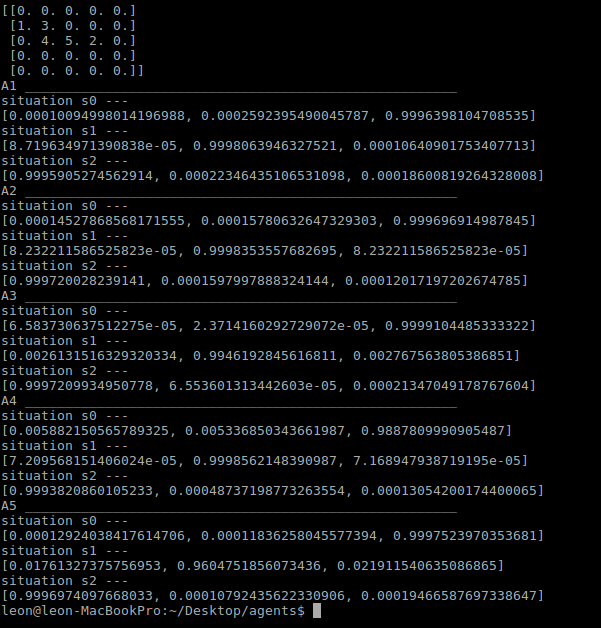 [[0. 0. 0. 0. 0.]
 [1. 3. 0. 0. 0.]
 [0. 4. 5. 2. 0.]
 [0. 0. 0. 0. 0.]
 [0. 0. 0. 0. 0.]]
A1 _______________________________________________________
situation s0 ---
[0.00010094998014196988, 0.0002592395490045787, 0.9996398104708535]
situation s1 ---
[8.719634971390838e-05, 0.9998063946327521, 0.00010640901753407713]
situation s2 ---
[0.9995905274562914, 0.00022346435106531098, 0.00018600819264328008]
A2 _______________________________________________________
situation s0 ---
[0.00014527868568171555, 0.00015780632647329303, 0.999696914987845]
situation s1 ---
[8.232211586525823e-05, 0.9998353557682695, 8.232211586525823e-05]
situation s2 ---
[0.999720028239141, 0.0001597997888324144, 0.00012017197202674785]
A3 _______________________________________________________
situation s0 ---
[6.583730637512275e-05, 2.3714160292729072e-05, 0.9999104485333322]
situation s1 ---
[0.0026131516329320334, 0.9946192845616811, 0.002767563805386851]
situation s2 ---
[0.9997209934950778, 6.553601313442603e-05, 0.00021347049178767604]
A4 _______________________________________________________
situation s0 ---
[0.005882150565789325, 0.005336850343661987, 0.9887809990905487]
situation s1 ---
[7.209568151406024e-05, 0.9998562148390987, 7.168947938719195e-05]
situation s2 ---
[0.9993820860105233, 0.00048737198773263554, 0.00013054200174400065]
A5 _______________________________________________________
situation s0 ---
[0.00012924038417614706, 0.00011836258045577394, 0.9997523970353681]
situation s1 ---
[0.01761327375756953, 0.9604751856073436, 0.021911540635086865]
situation s2 ---
[0.9996974097668033, 0.00010792435622330906, 0.00019466587697338647]
leon@leon-MacBookPro:~/Desktop/agents$